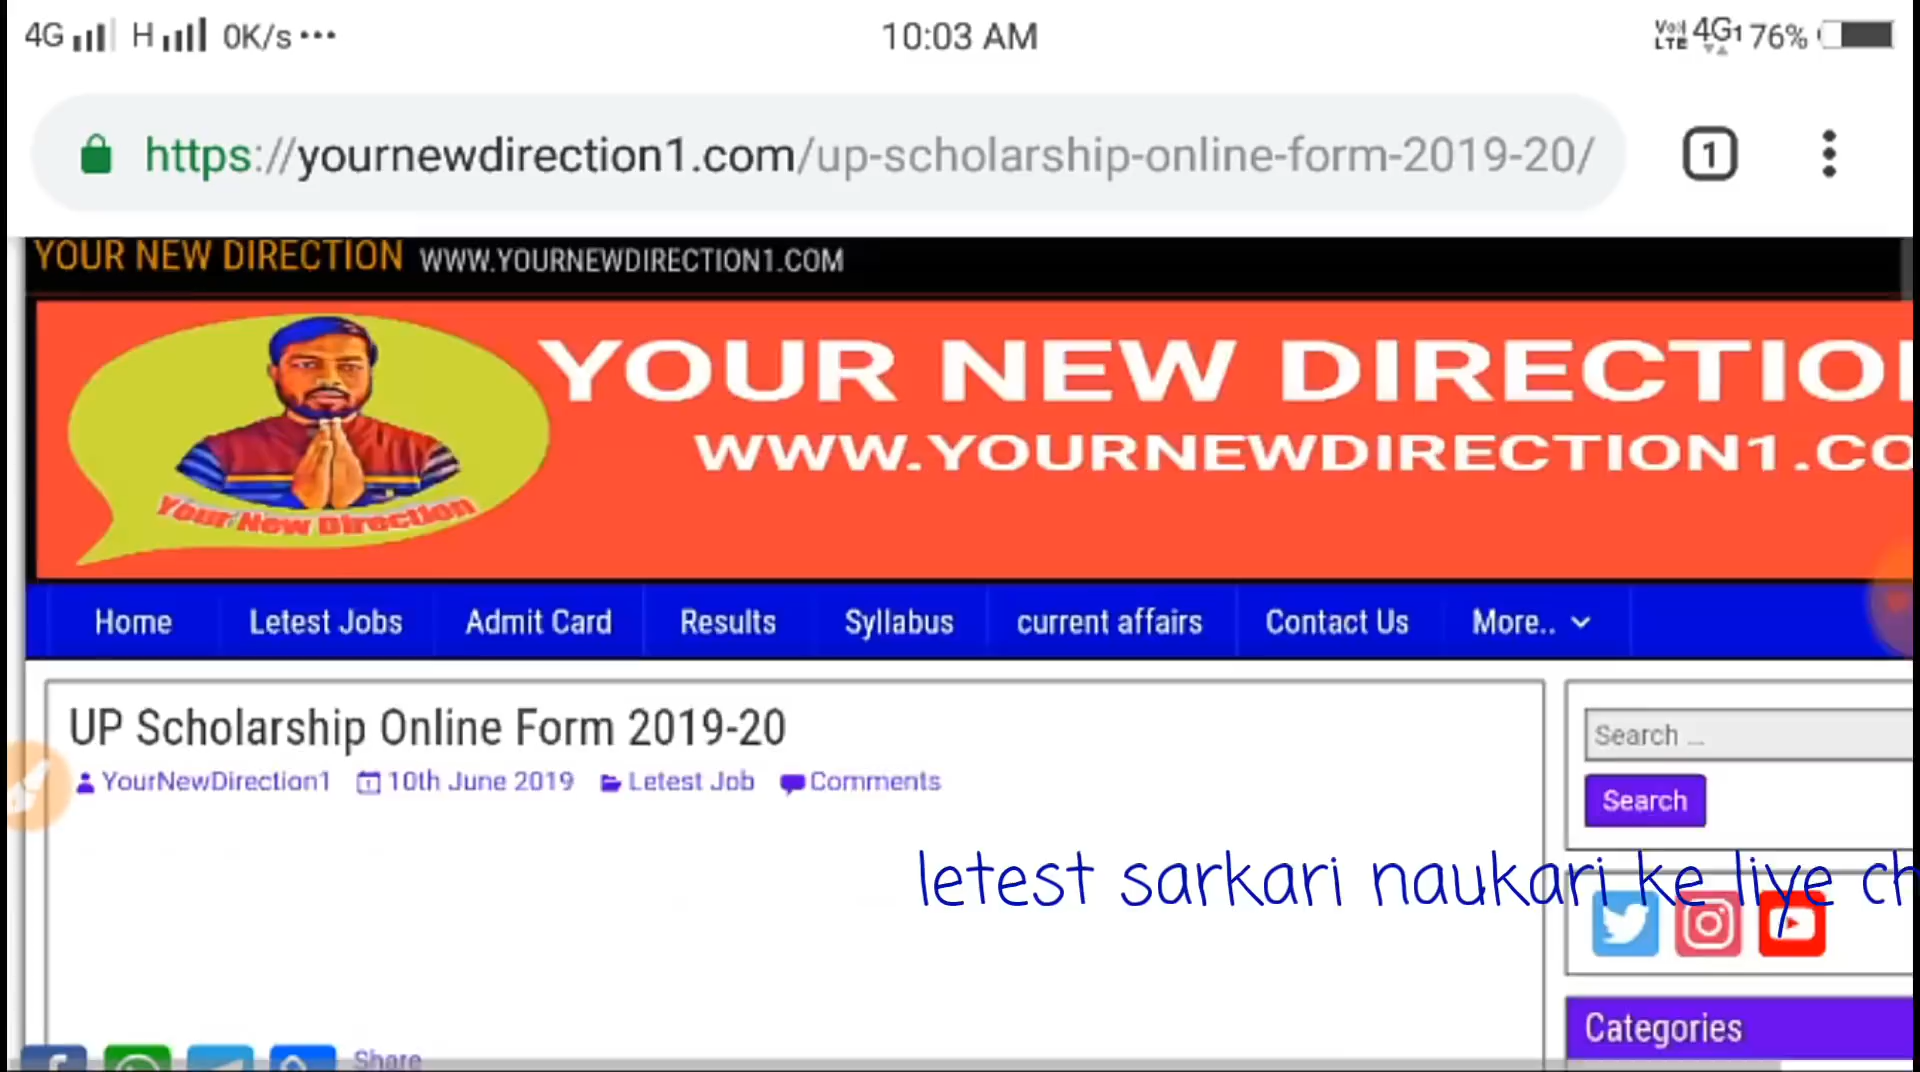 4G H 0K/s ... 10:03 AM VoLTE 4G1 76%
https://yournewdirection1.com/up-scholarship-online-form-2019-20/ 1
YOUR NEW DIRECTION WWW.YOURNEWDIRECTION1.COM
YOUR NEW DIRECTIO
WWW.YOURNEWDIRECTION1.CO
Your New Direction
Home Letest Jobs Admit Card Results Syllabus current affairs Contact Us More..
UP Scholarship Online Form 2019-20
YourNewDirection1 10th June 2019 Letest Job Comments
Search ...
Search
letest sarkari naukari ke liye ch
Categories
Share